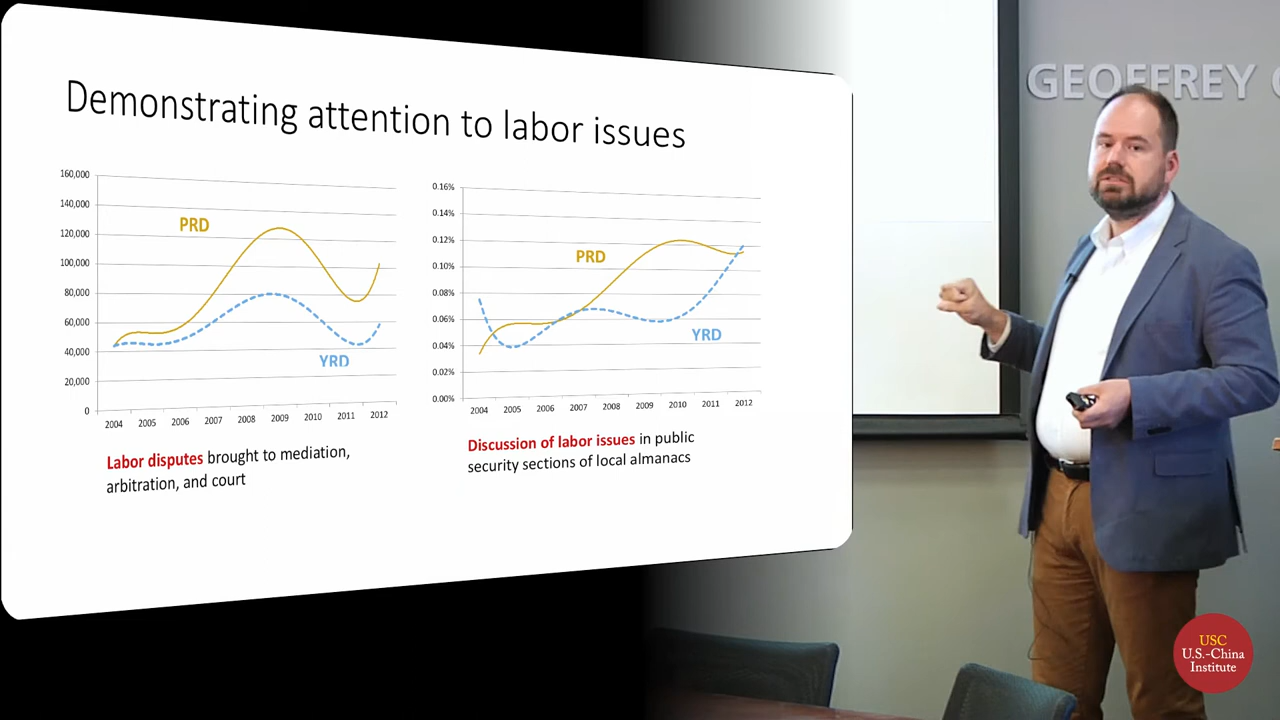 Demonstrating attention to labor issues
160,000
140,000
120,000
100,000
80,000
60,000
40,000
20,000
0
PRD
YRD
2004 2005 2006 2007 2008 2009 2010 2011 2012
Labor disputes brought to mediation,
arbitration, and court
0.16%
0.14%
0.12%
0.10%
0.08%
0.06%
0.04%
0.02%
0.00%
PRD
YRD
2004 2005 2006 2007 2008 2009 2010 2011 2012
Discussion of labor issues in public
security sections of local almanacs
GEOFFREY
USC
U.S.-China
Institute